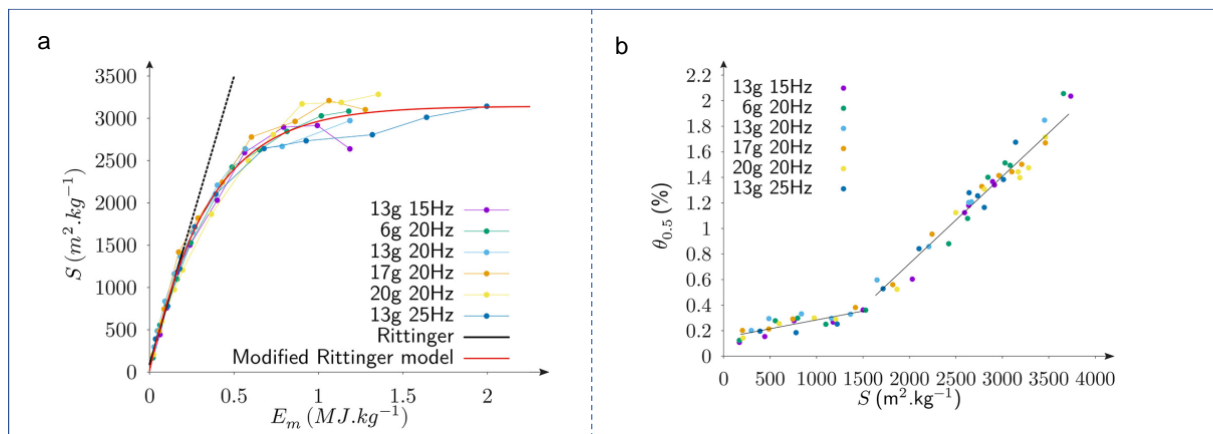 a
3500
3000
2500
2000
1500
1000
500
0
S (m².kg⁻¹)
13g 15Hz
6g 20Hz
13g 20Hz
17g 20Hz
20g 20Hz
13g 25Hz
Rittinger
Modified Rittinger model
0 0.5 1 1.5 2
E_m (MJ.kg⁻¹)
b
2.2
2
1.8
1.6
1.4
1.2
1
0.8
0.6
0.4
0.2
0
θ_0.5 (%)
13g 15Hz
6g 20Hz
13g 20Hz
17g 20Hz
20g 20Hz
13g 25Hz
500 1000 1500 2000 2500 3000 3500 4000
S (m².kg⁻¹)